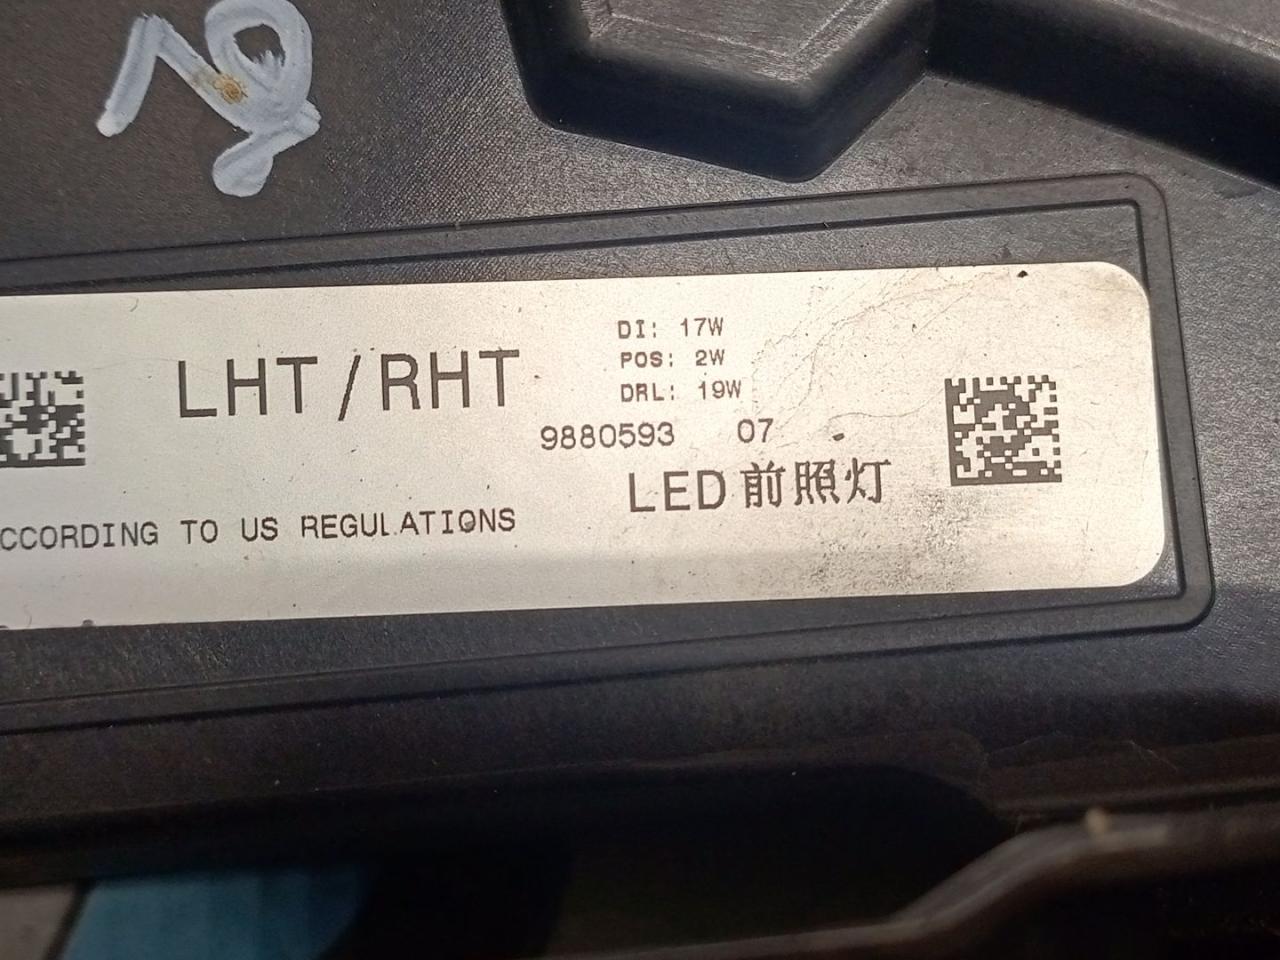 LHT/RHT
DI: 17W
POS: 2W
DRL: 19W
9880593 07
LED前照灯
CCORDING TO US REGULATIONS